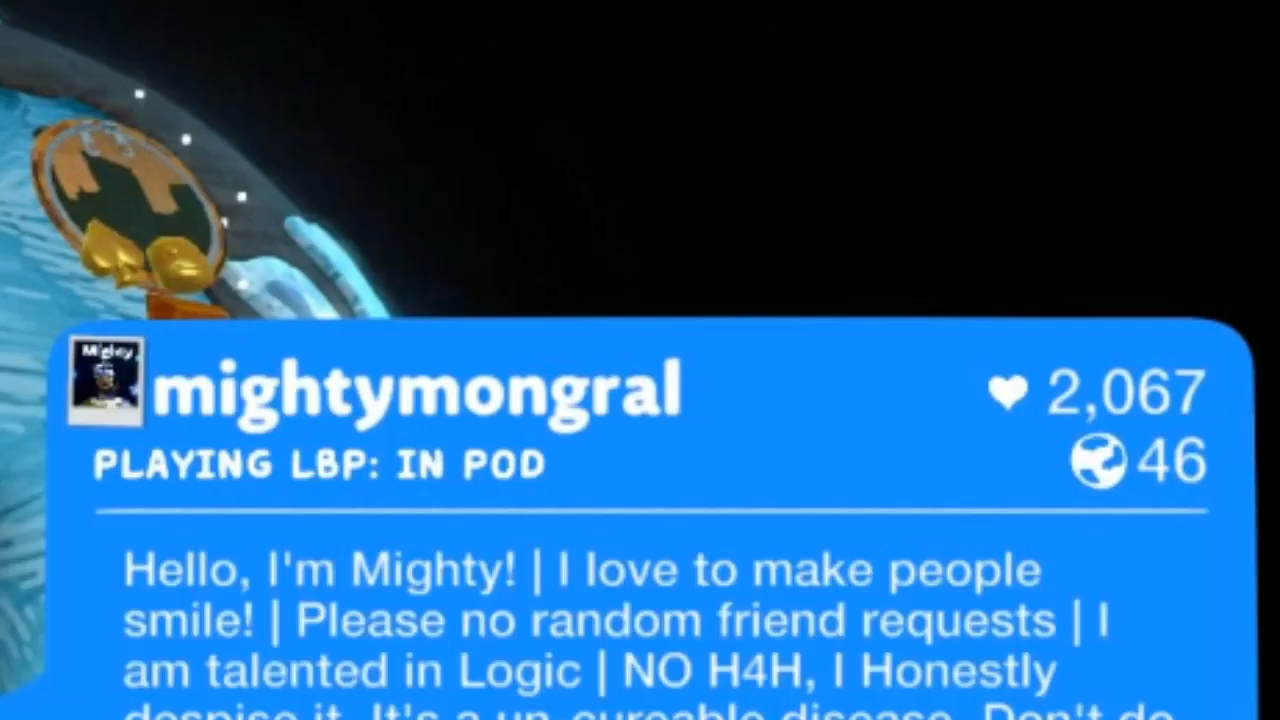 Mighty
mightymongral
2,067
PLAYING LBP: IN POD
46
Hello, I'm Mighty! | I love to make people
smile! | Please no random friend requests | I
am talented in Logic | NO H4H, I Honestly
despise it. It's a un-cureable disease. Don't do